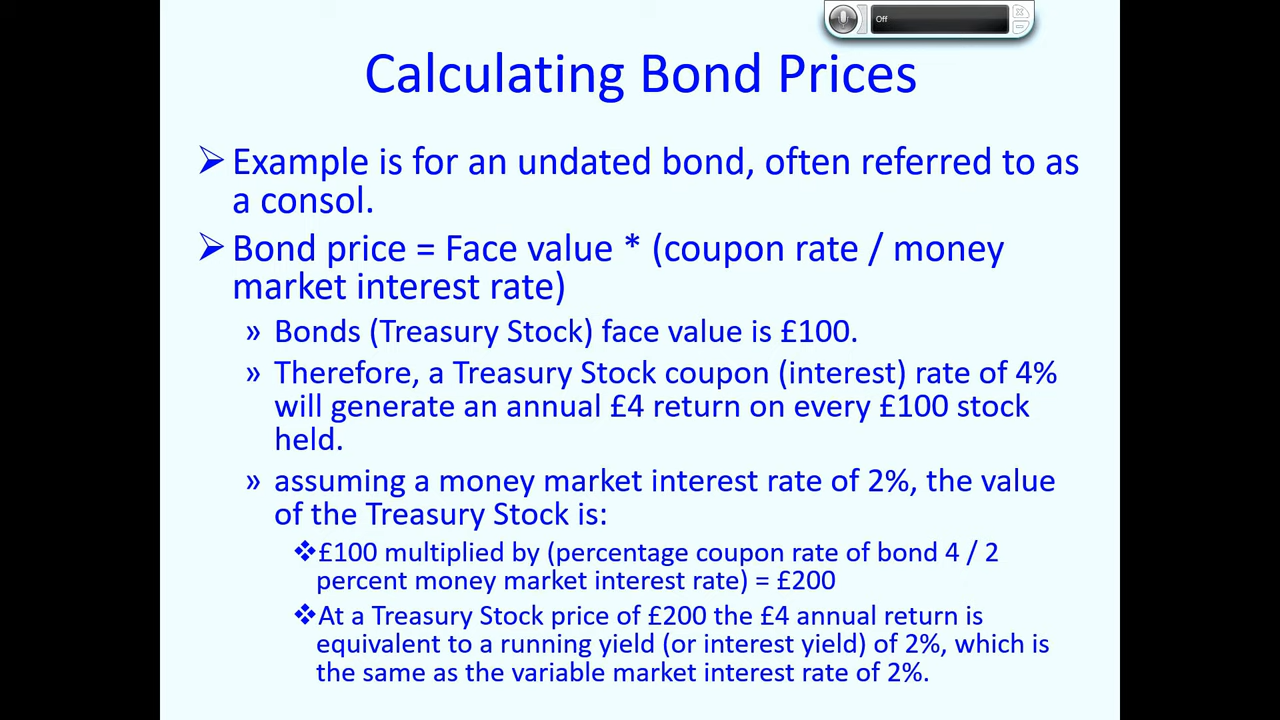 Off
Calculating Bond Prices
➢Example is for an undated bond, often referred to as
a consol.
➢Bond price = Face value * (coupon rate / money
market interest rate)
» Bonds (Treasury Stock) face value is £100.
» Therefore, a Treasury Stock coupon (interest) rate of 4%
will generate an annual £4 return on every £100 stock
held.
» assuming a money market interest rate of 2%, the value
of the Treasury Stock is:
❖£100 multiplied by (percentage coupon rate of bond 4 / 2
percent money market interest rate) = £200
❖At a Treasury Stock price of £200 the £4 annual return is
equivalent to a running yield (or interest yield) of 2%, which is
the same as the variable market interest rate of 2%.